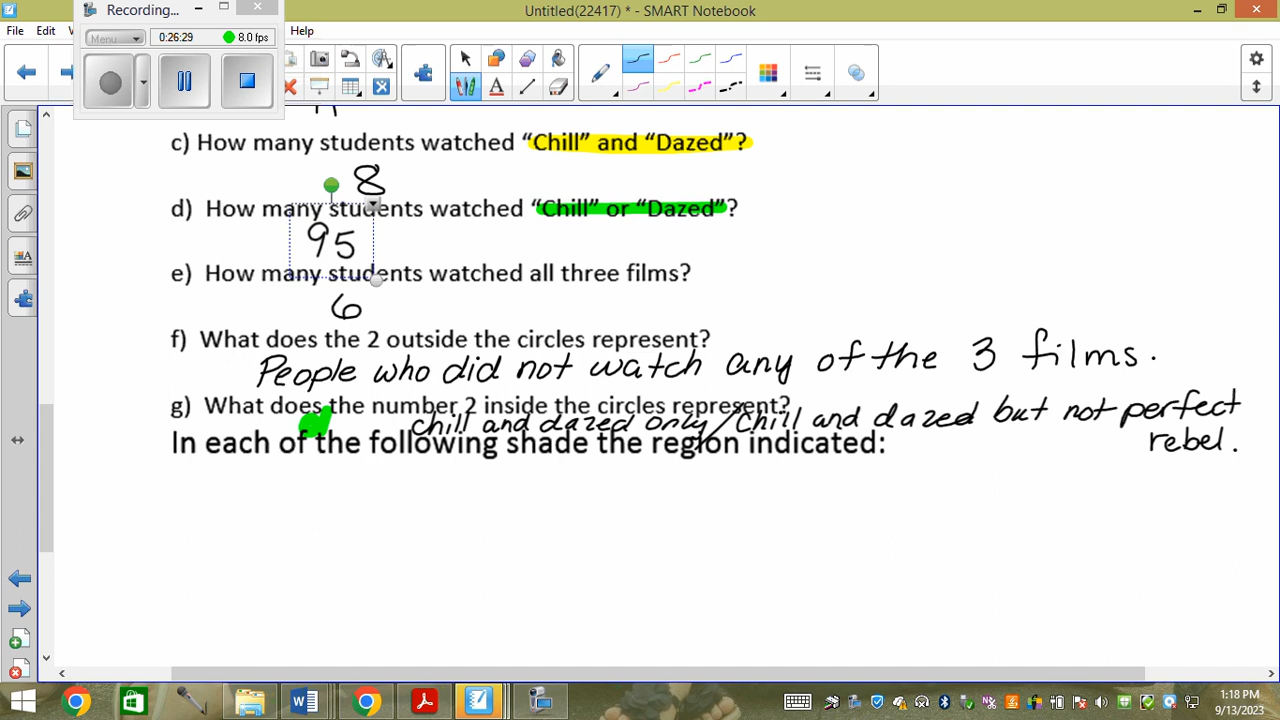 Recording...
Untitled(22417) * - SMART Notebook
Menu
0:26:29
8.0 fps
File
Edit
Help
c) How many students watched “Chill” and “Dazed”?
8
d) How many students watched “Chill” or “Dazed”?
95
e) How many students watched all three films?
6
f) What does the 2 outside the circles represent?
People who did not watch any of the 3 films.
g) What does the number 2 inside the circles represent?
Chill and dazed only/Chill and dazed but not perfect
rebel.
In each of the following shade the region indicated:
1:18 PM
9/13/2023